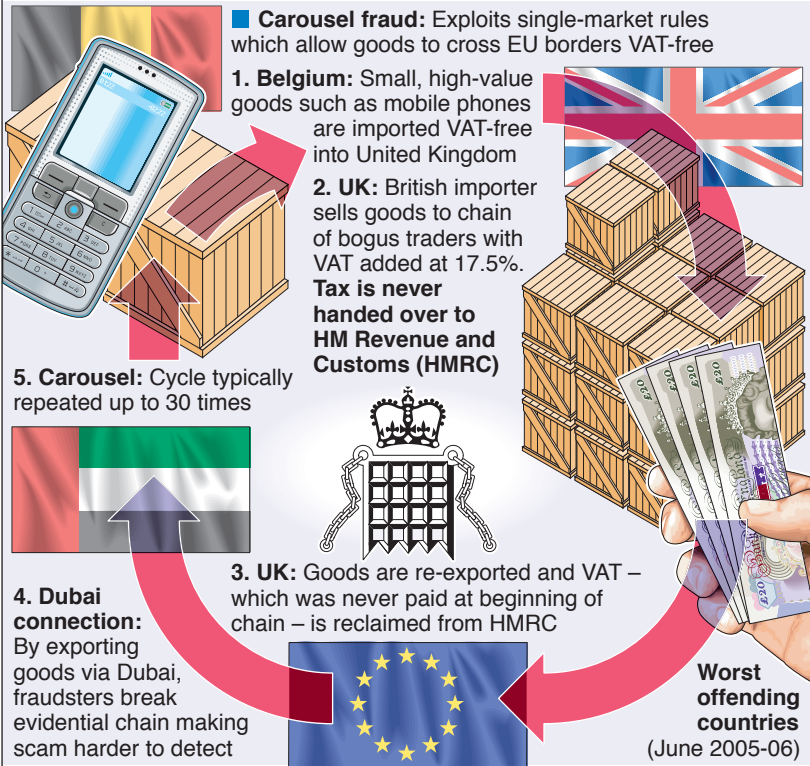 Carousel fraud: Exploits single-market rules
which allow goods to cross EU borders VAT-free
1. Belgium: Small, high-value
goods such as mobile phones
are imported VAT-free
into United Kingdom
2. UK: British importer
sells goods to chain
of bogus traders with
VAT added at 17.5%.
Tax is never
handed over to
HM Revenue and
Customs (HMRC)
3. UK: Goods are re-exported and VAT –
which was never paid at beginning of
chain – is reclaimed from HMRC
4. Dubai
connection:
By exporting
goods via Dubai,
fraudsters break
evidential chain making
scam harder to detect
5. Carousel: Cycle typically
repeated up to 30 times
Worst
offending
countries
(June 2005-06)
£20
£20
£20
£20
£20